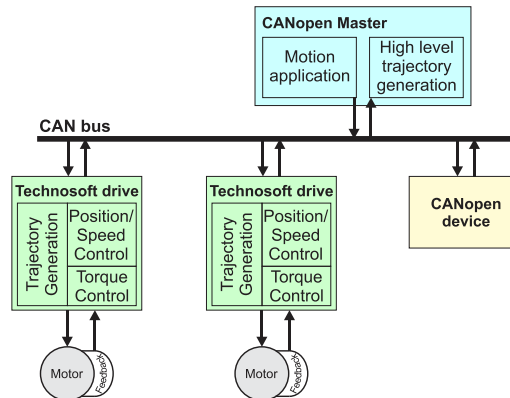 CANopen Master
Motion
application
High level
trajectory
generation
CAN bus
Technosoft drive
Trajectory
Generation
Position/
Speed
Control
Torque
Control
Motor
Feedback
Technosoft drive
Trajectory
Generation
Position/
Speed
Control
Torque
Control
Motor
Feedback
CANopen
device